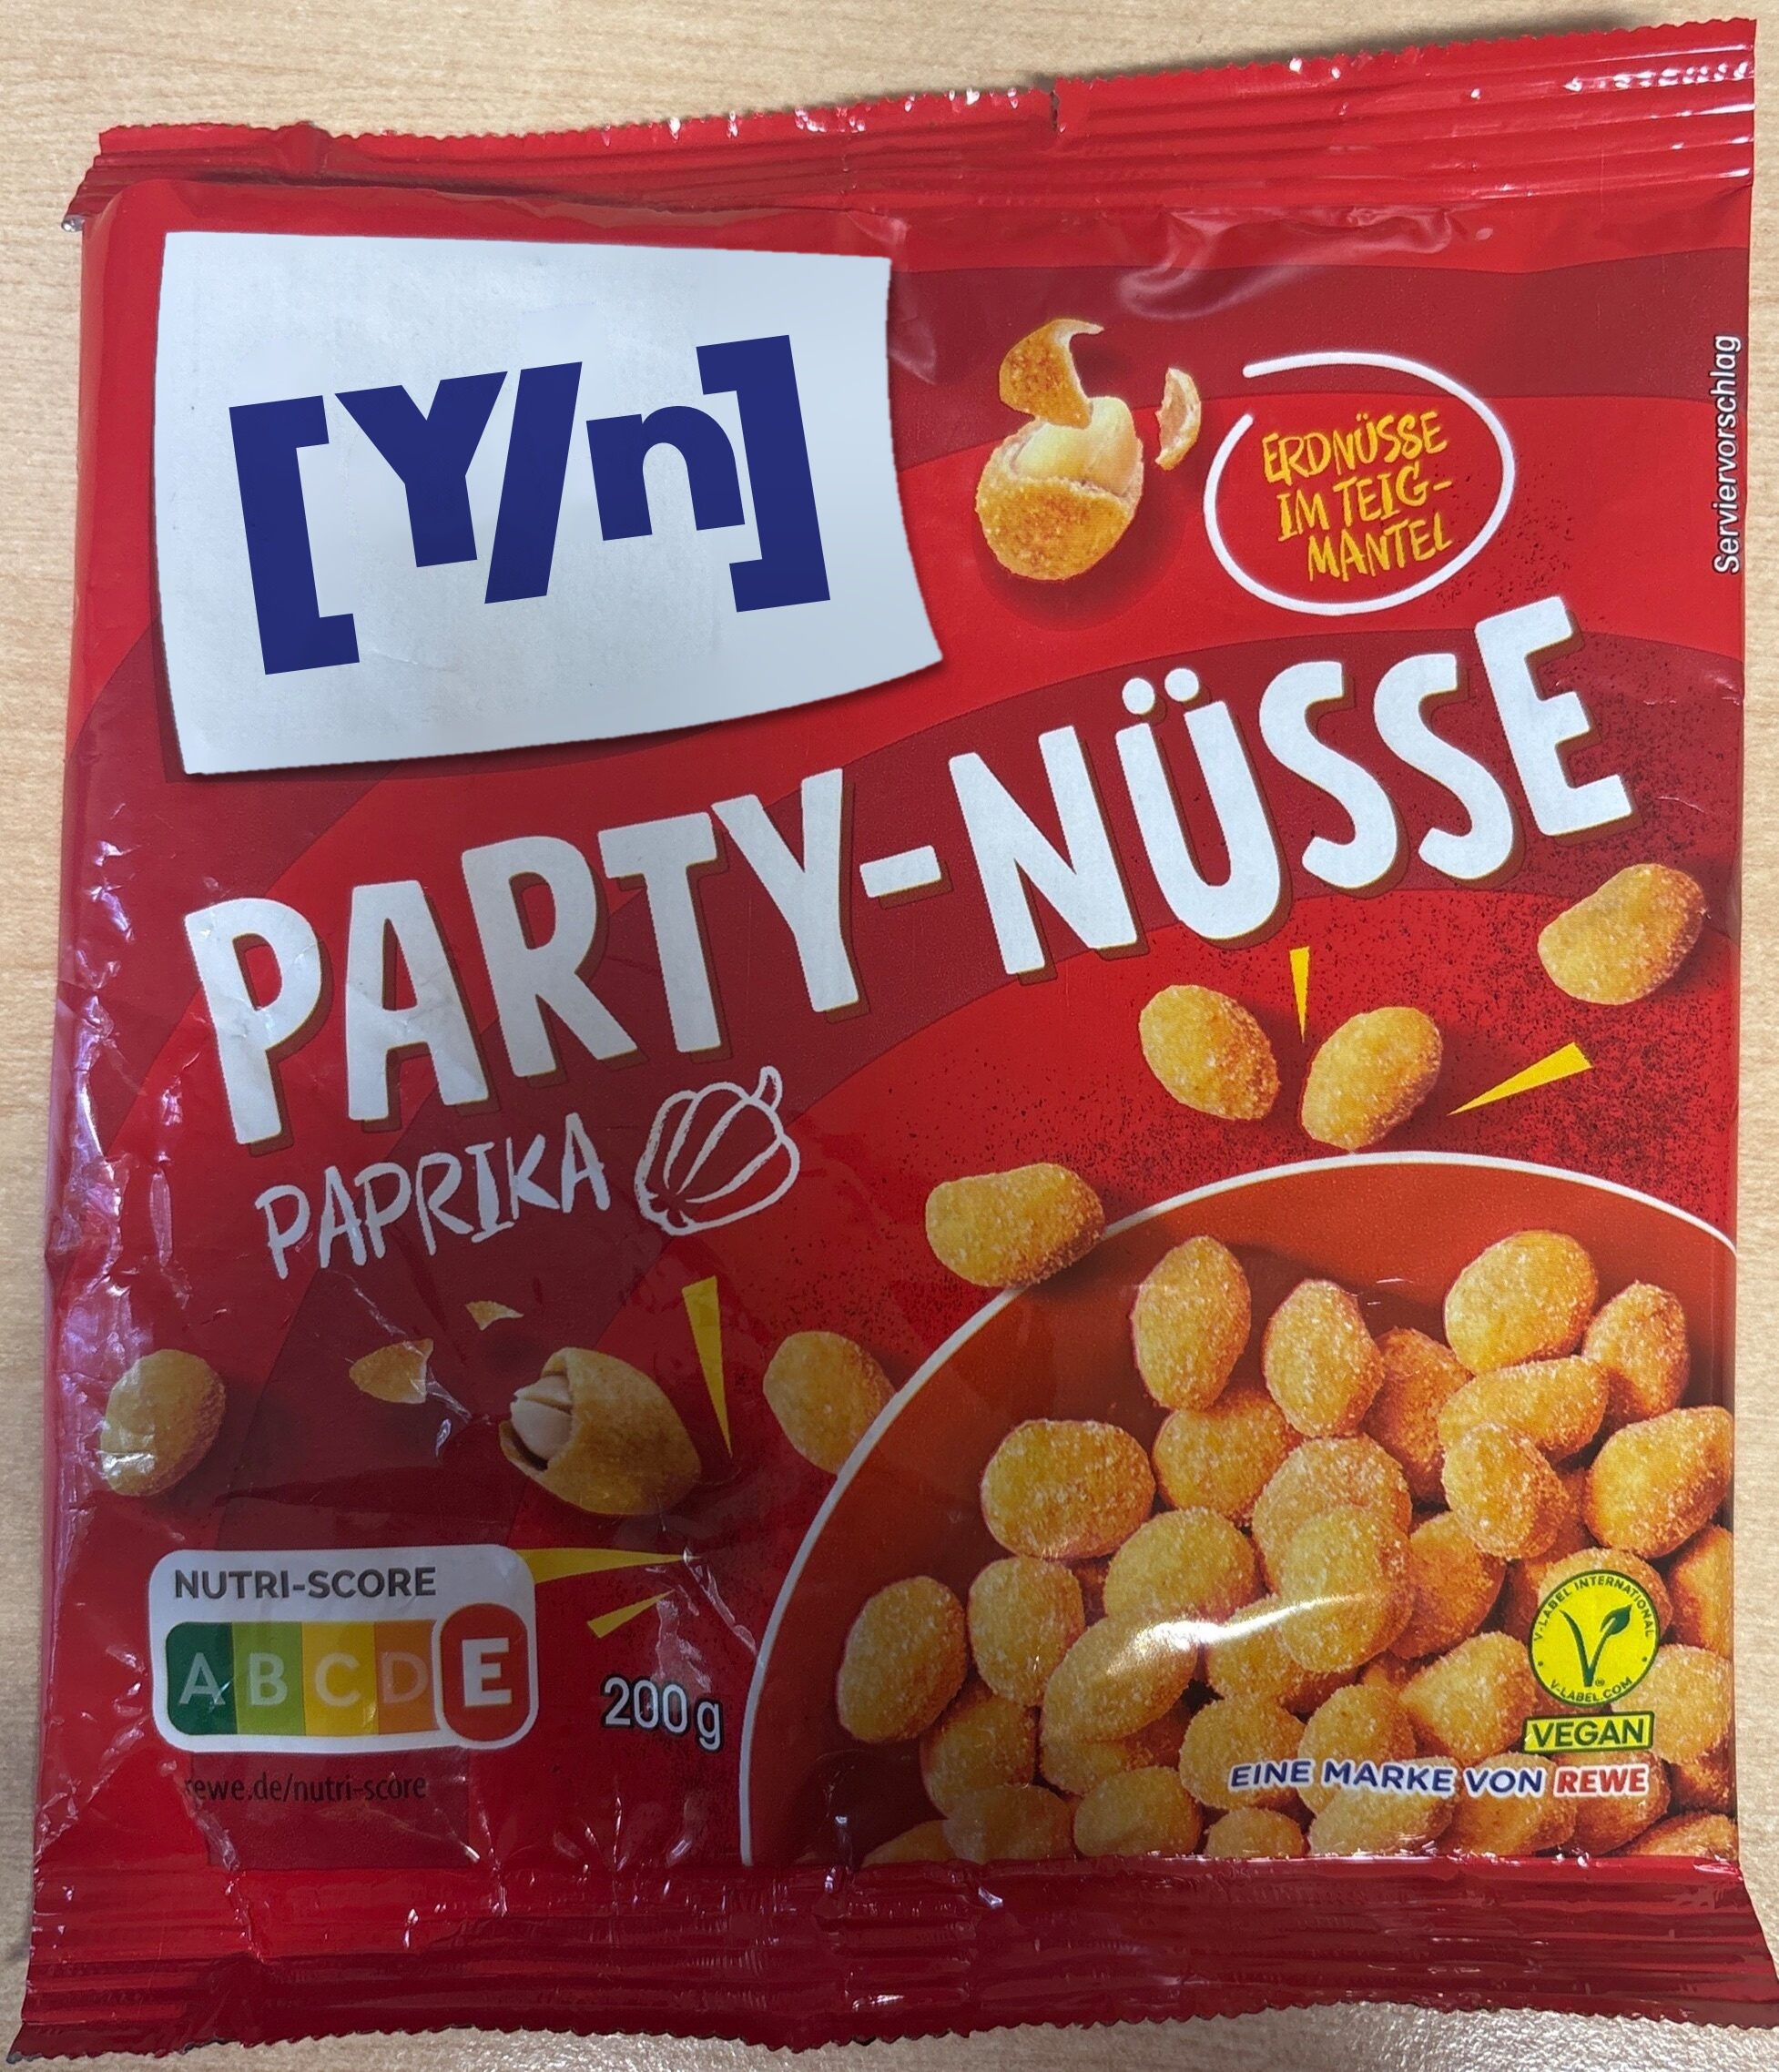 [Y/n]
ERDNÜSSE
IM TEIG-
MANTEL
Serviervorschlag
PARTY-NÜSSE
PAPRIKA
NUTRI-SCORE
A B C D E
rewe.de/nutri-score
200 g
V-LABEL INTERNATIONAL
V-LABEL.COM
VEGAN
EINE MARKE VON REWE